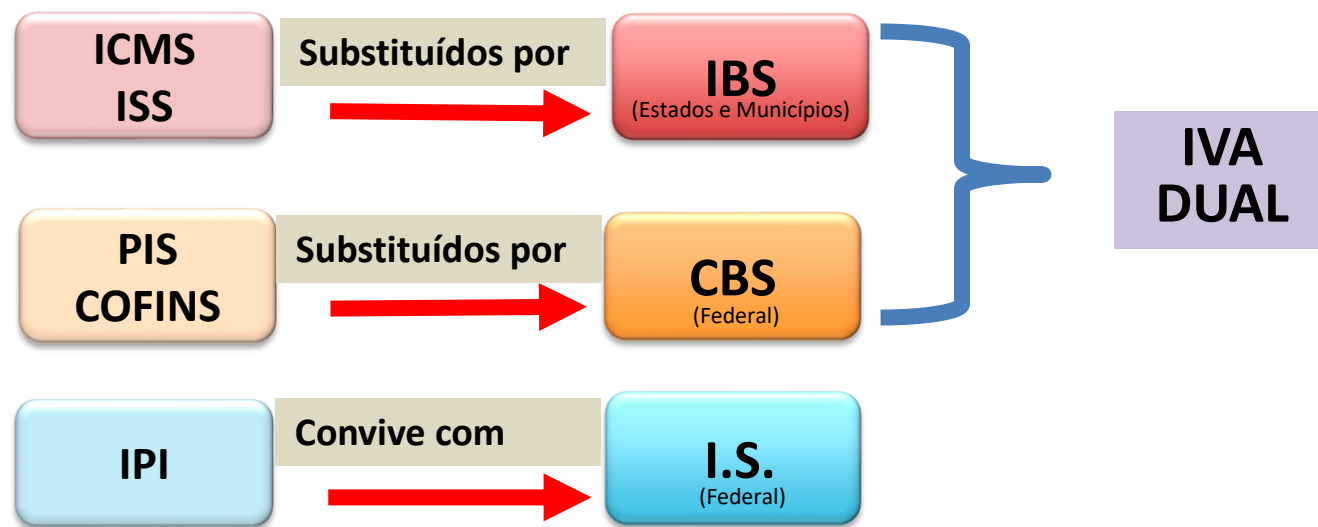 ICMS
ISS
Substituídos por
IBS
(Estados e Municípios)
IVA
DUAL
PIS
COFINS
Substituídos por
CBS
(Federal)
IPI
Convive com
I.S.
(Federal)